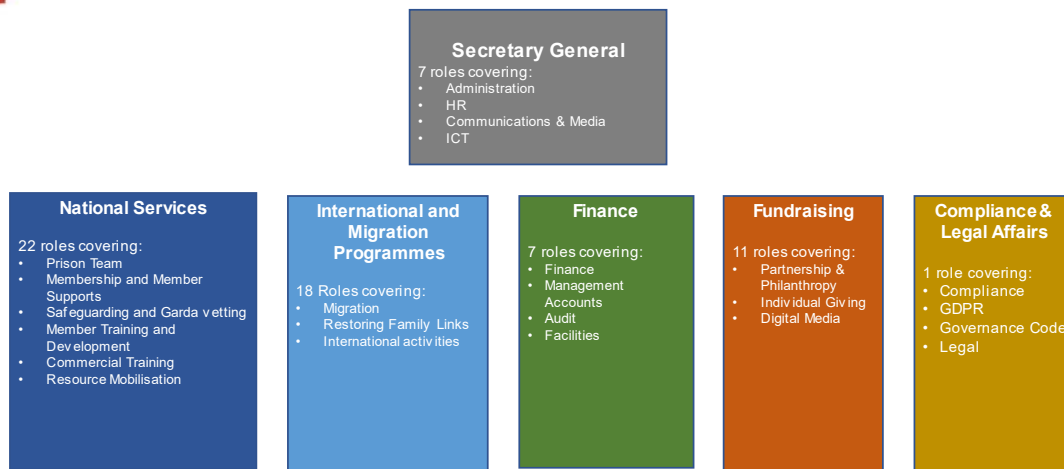 Secretary General
7 roles covering:
• Administration
• HR
• Communications & Media
• ICT
National Services
22 roles covering:
• Prison Team
• Membership and Member
Supports
• Safeguarding and Garda vetting
• Member Training and
Development
• Commercial Training
• Resource Mobilisation
International and
Migration
Programmes
18 Roles covering:
• Migration
• Restoring Family Links
• International activities
Finance
7 roles covering:
• Finance
• Management
Accounts
• Audit
• Facilities
Fundraising
11 roles covering:
• Partnership &
Philanthropy
• Individual Giving
• Digital Media
Compliance &
Legal Affairs
1 role covering:
• Compliance
• GDPR
• Governance Code
• Legal